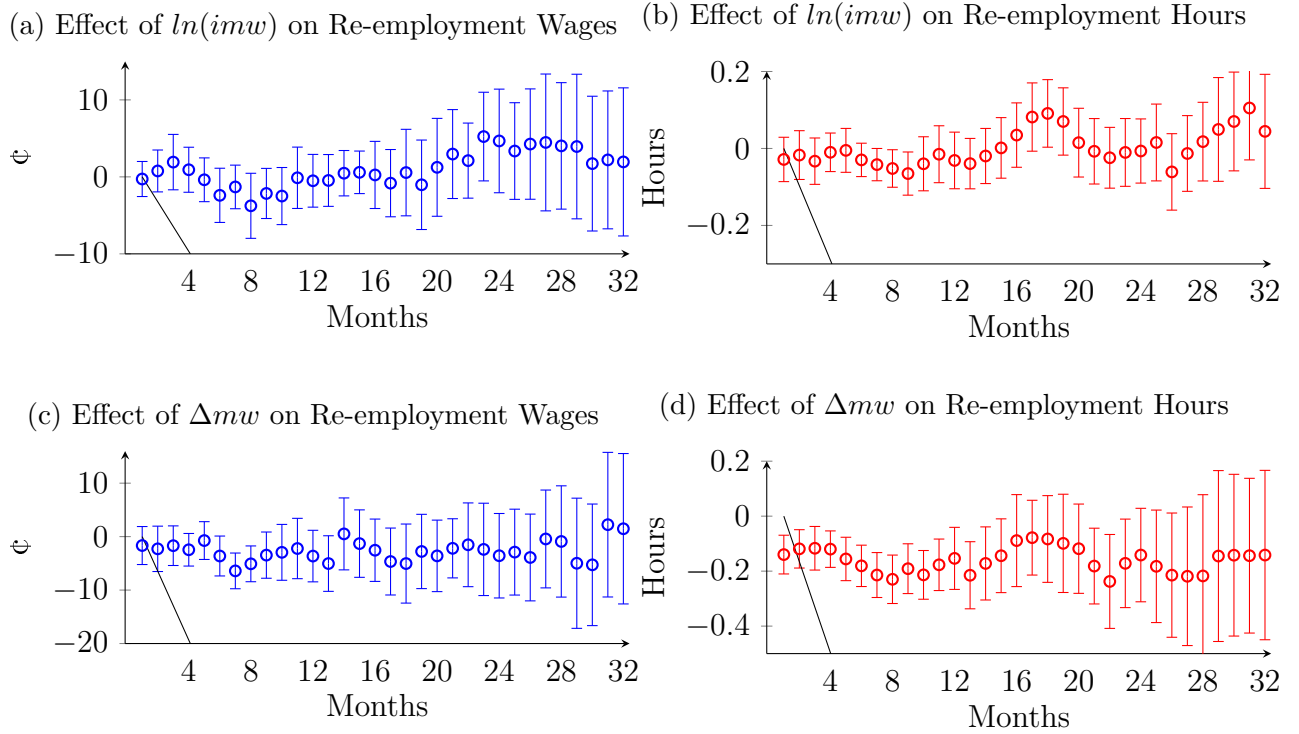 (a) Effect of ln(imw) on Re-employment Wages
10
0
−10
¢
4 8 12 16 20 24 28 32
Months
(b) Effect of ln(imw) on Re-employment Hours
0.2
0
−0.2
Hours
4 8 12 16 20 24 28 32
Months
(c) Effect of Δmw on Re-employment Wages
10
0
−10
−20
¢
4 8 12 16 20 24 28 32
Months
(d) Effect of Δmw on Re-employment Hours
0.2
0
−0.2
−0.4
Hours
4 8 12 16 20 24 28 32
Months